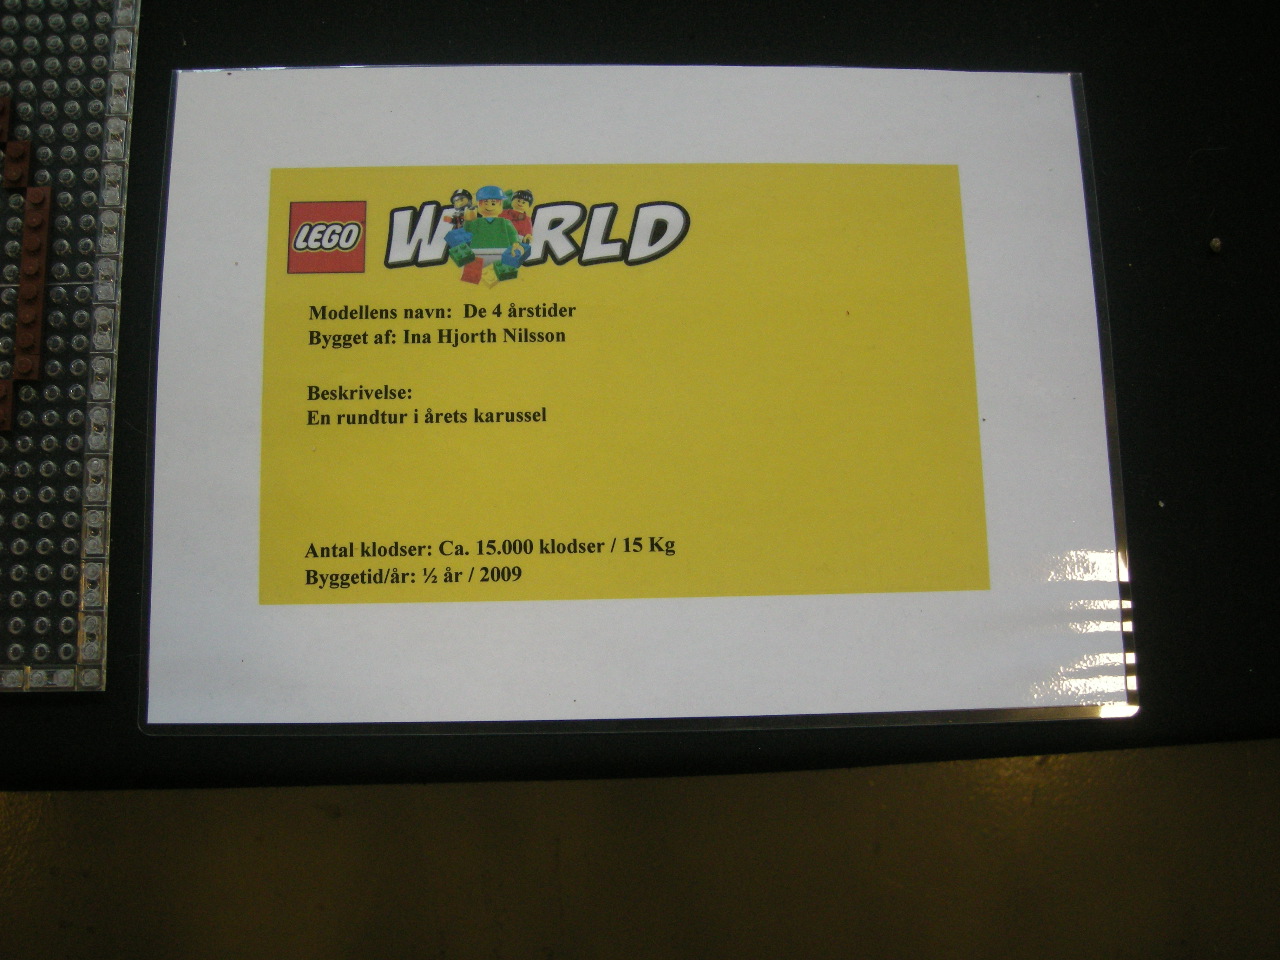 LEGO WORLD
Modellens navn: De 4 årstider
Bygget af: Ina Hjorth Nilsson
Beskrivelse:
En rundtur i årets karussel
Antal klodser: Ca. 15.000 klodser / 15 Kg
Byggetid/år: ½ år / 2009